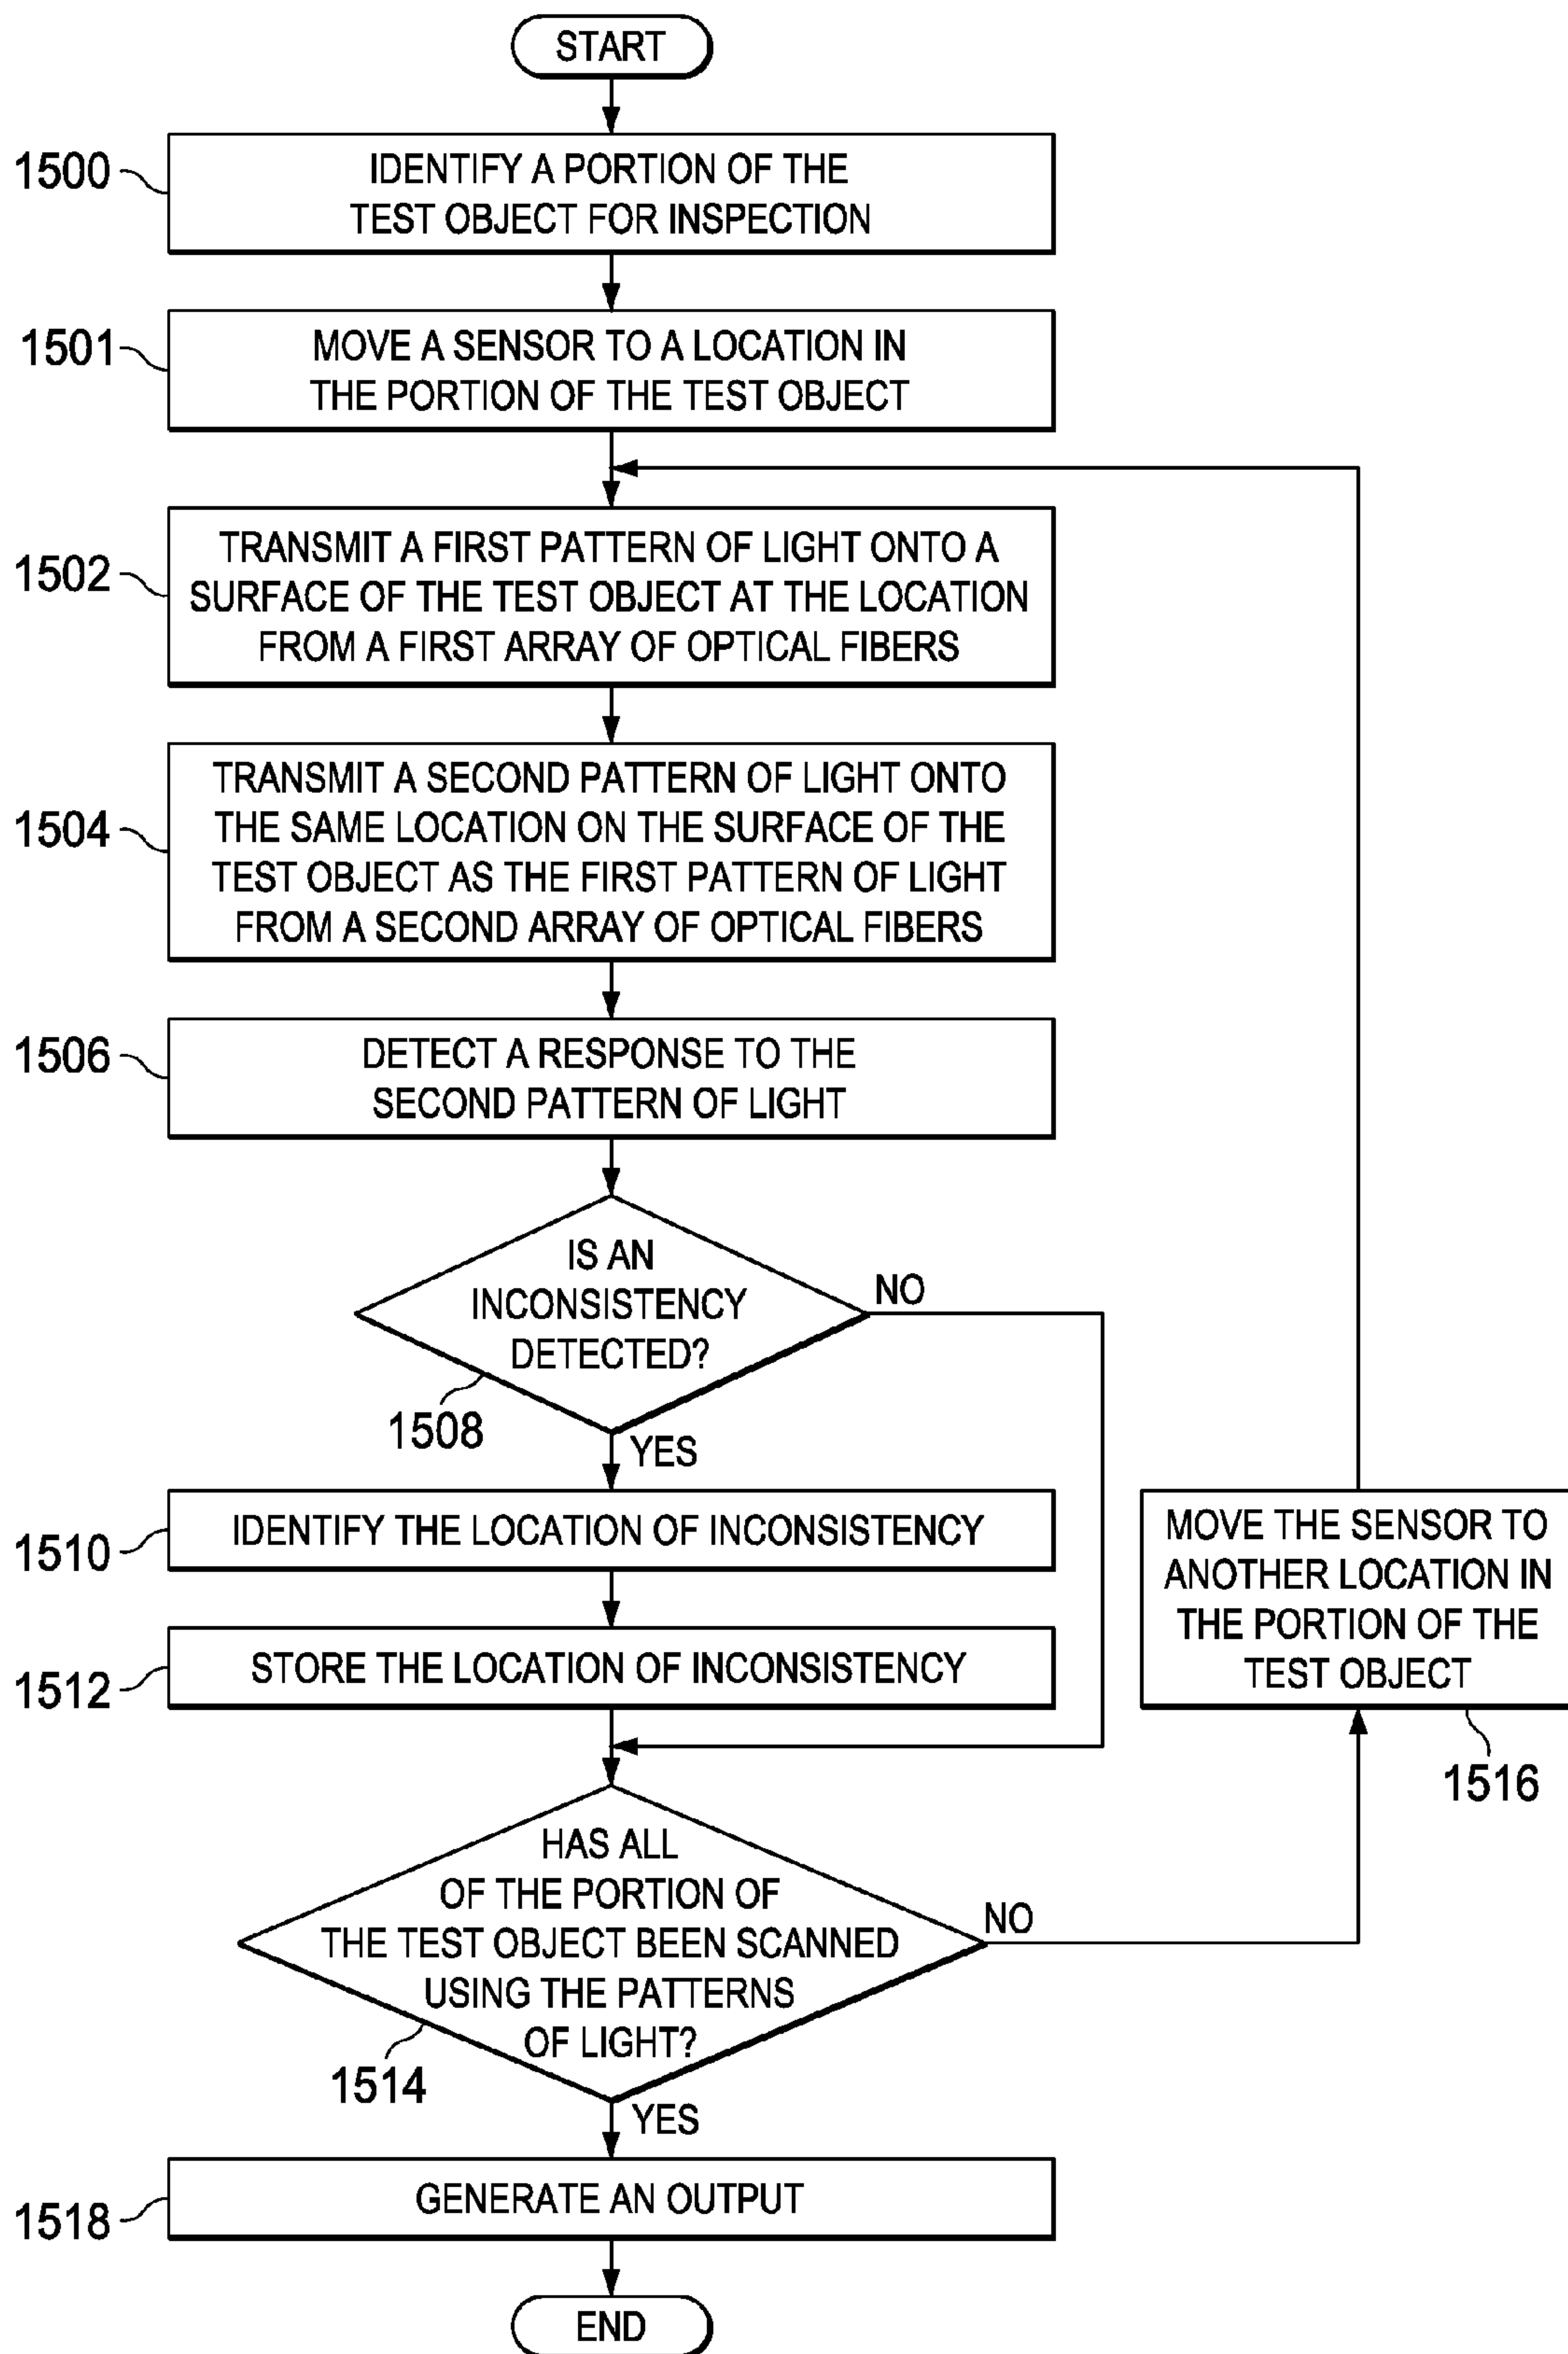 START
1500
IDENTIFY A PORTION OF THE
TEST OBJECT FOR INSPECTION
1501
MOVE A SENSOR TO A LOCATION IN
THE PORTION OF THE TEST OBJECT
1502
TRANSMIT A FIRST PATTERN OF LIGHT ONTO A
SURFACE OF THE TEST OBJECT AT THE LOCATION
FROM A FIRST ARRAY OF OPTICAL FIBERS
1504
TRANSMIT A SECOND PATTERN OF LIGHT ONTO
THE SAME LOCATION ON THE SURFACE OF THE
TEST OBJECT AS THE FIRST PATTERN OF LIGHT
FROM A SECOND ARRAY OF OPTICAL FIBERS
1506
DETECT A RESPONSE TO THE
SECOND PATTERN OF LIGHT
IS AN
INCONSISTENCY
DETECTED?
NO
1508
YES
1510
IDENTIFY THE LOCATION OF INCONSISTENCY
1512
STORE THE LOCATION OF INCONSISTENCY
MOVE THE SENSOR TO
ANOTHER LOCATION IN
THE PORTION OF THE
TEST OBJECT
1516
HAS ALL
OF THE PORTION OF
THE TEST OBJECT BEEN SCANNED
USING THE PATTERNS
OF LIGHT?
NO
1514
YES
1518
GENERATE AN OUTPUT
END